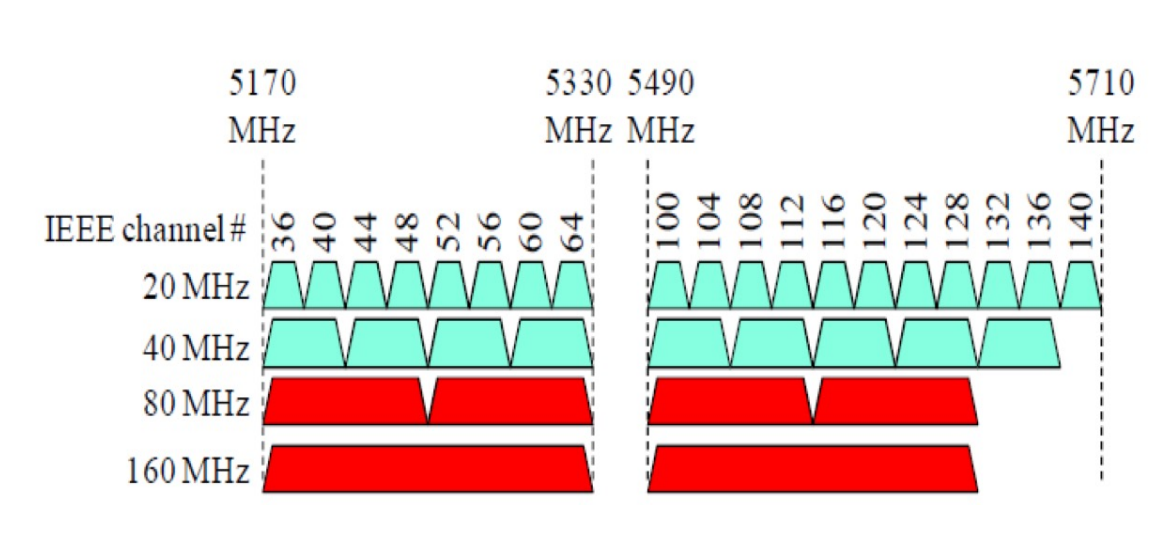 5170 5330 5490 5710
MHz MHz MHz MHz
IEEE channel # 36 40 44 48 52 56 60 64 100 104 108 112 116 120 124 128 132 136 140
20 MHz
40 MHz
80 MHz
160 MHz